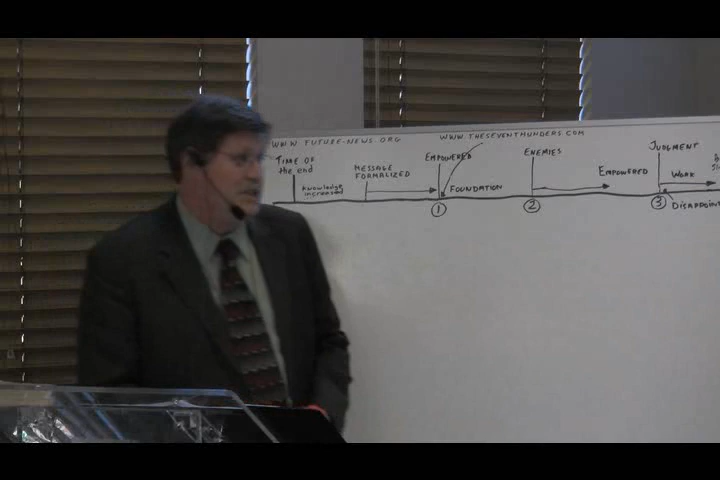 WWW FUTURE-NEWS.ORG
WWW.THESEVENTHUNDERS.COM
TIME OF
the end
Knowledge
increased
MESSAGE
FORMALIZED
EMPOWERED
FOUNDATION
ENEMIES
EMPOWERED
JUDGMENT
WORK
DISAPPOIN
1
2
3